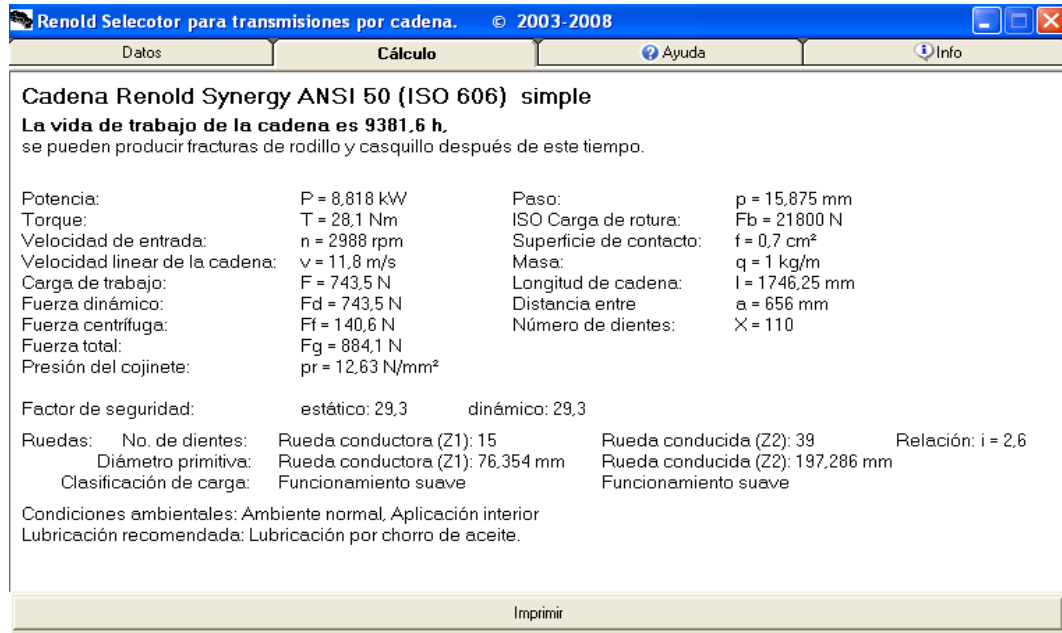 Renold Selecotor para transmisiones por cadena. © 2003-2008
Datos Cálculo Ayuda Info
Cadena Renold Synergy ANSI 50 (ISO 606) simple
La vida de trabajo de la cadena es 9381,6 h,
se pueden producir fracturas de rodillo y casquillo después de este tiempo.
Potencia: P = 8,818 kW Paso: p = 15,875 mm
Torque: T = 28,1 Nm ISO Carga de rotura: Fb = 21800 N
Velocidad de entrada: n = 2988 rpm Superficie de contacto: f = 0,7 cm²
Velocidad linear de la cadena: v = 11,8 m/s Masa: q = 1 kg/m
Carga de trabajo: F = 743,5 N Longitud de cadena: l = 1746,25 mm
Fuerza dinámico: Fd = 743,5 N Distancia entre a = 656 mm
Fuerza centrífuga: Ff = 140,6 N Número de dientes: X = 110
Fuerza total: Fg = 884,1 N
Presión del cojinete: pr = 12,63 N/mm²
Factor de seguridad: estático: 29,3 dinámico: 29,3
Ruedas: No. de dientes: Rueda conductora (Z1): 15 Rueda conducida (Z2): 39 Relación: i = 2,6
Diámetro primitiva: Rueda conductora (Z1): 76,354 mm Rueda conducida (Z2): 197,286 mm
Clasificación de carga: Funcionamiento suave Funcionamiento suave
Condiciones ambientales: Ambiente normal, Aplicación interior
Lubricación recomendada: Lubricación por chorro de aceite.
Imprimir